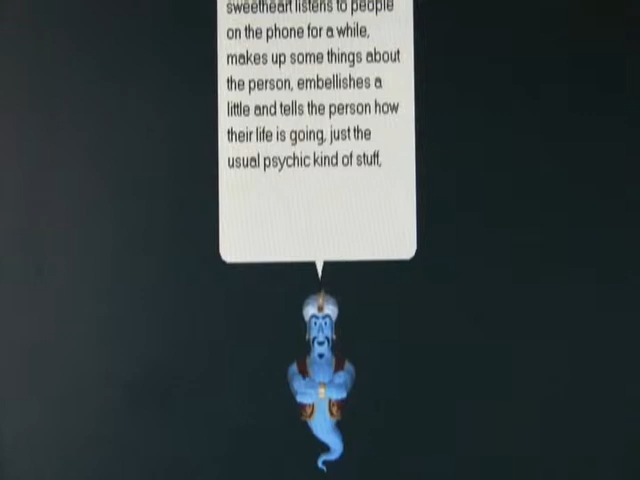 sweetheart listens to people
on the phone for a while,
makes up some things about
the person, embellishes a
little and tells the person how
their life is going, just the
usual psychic kind of stuff,